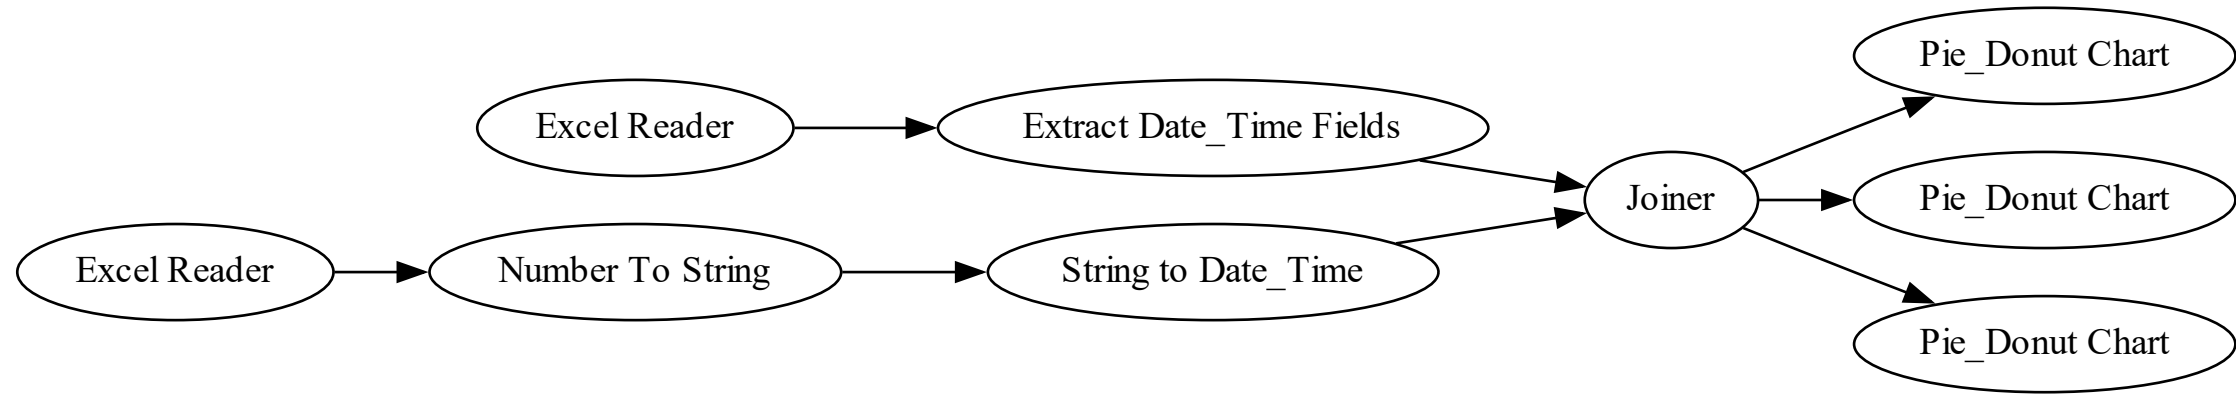 Pie_Donut Chart
Excel Reader
Extract Date_Time Fields
Joiner
Pie_Donut Chart
Excel Reader
Number To String
String to Date_Time
Pie_Donut Chart